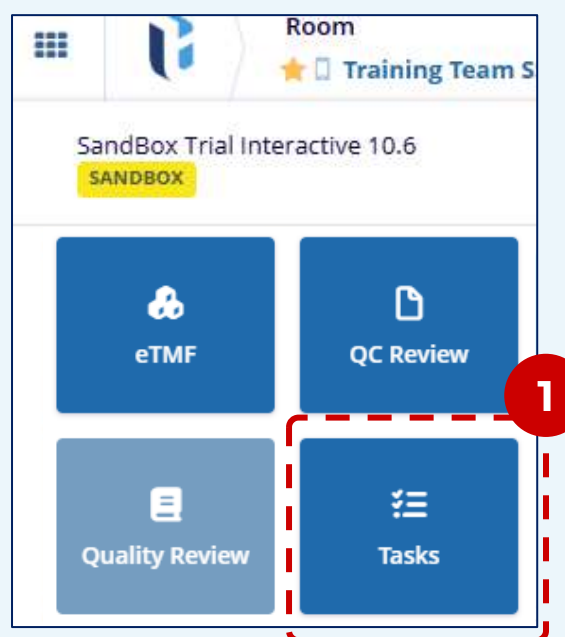 Room
Training Team S
SandBox Trial Interactive 10.6
SANDBOX
eTMF
QC Review
1
Quality Review
Tasks